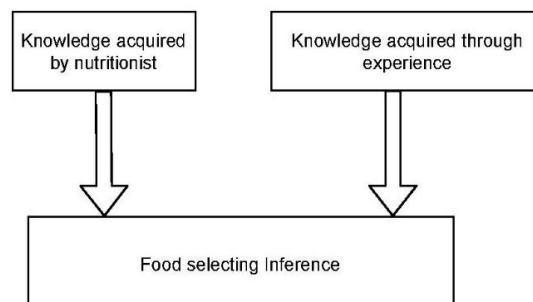 Knowledge acquired
by nutritionist
Knowledge acquired through
experience
Food selecting Inference